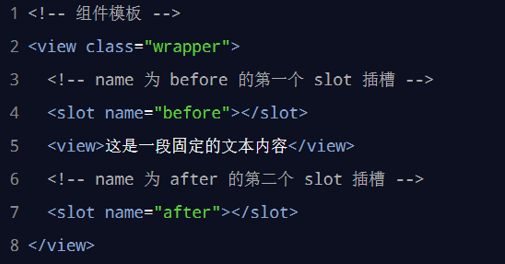 1 <!-- 组件模板 -->
2 <view class="wrapper">
3   <!-- name 为 before 的第一个 slot 插槽 -->
4   <slot name="before"></slot>
5   <view>这是一段固定的文本内容</view>
6   <!-- name 为 after 的第二个 slot 插槽 -->
7   <slot name="after"></slot>
8 </view>